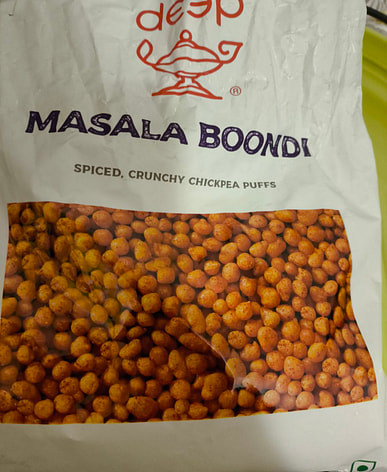 deep
®
MASALA BOONDI
SPICED, CRUNCHY CHICKPEA PUFFS